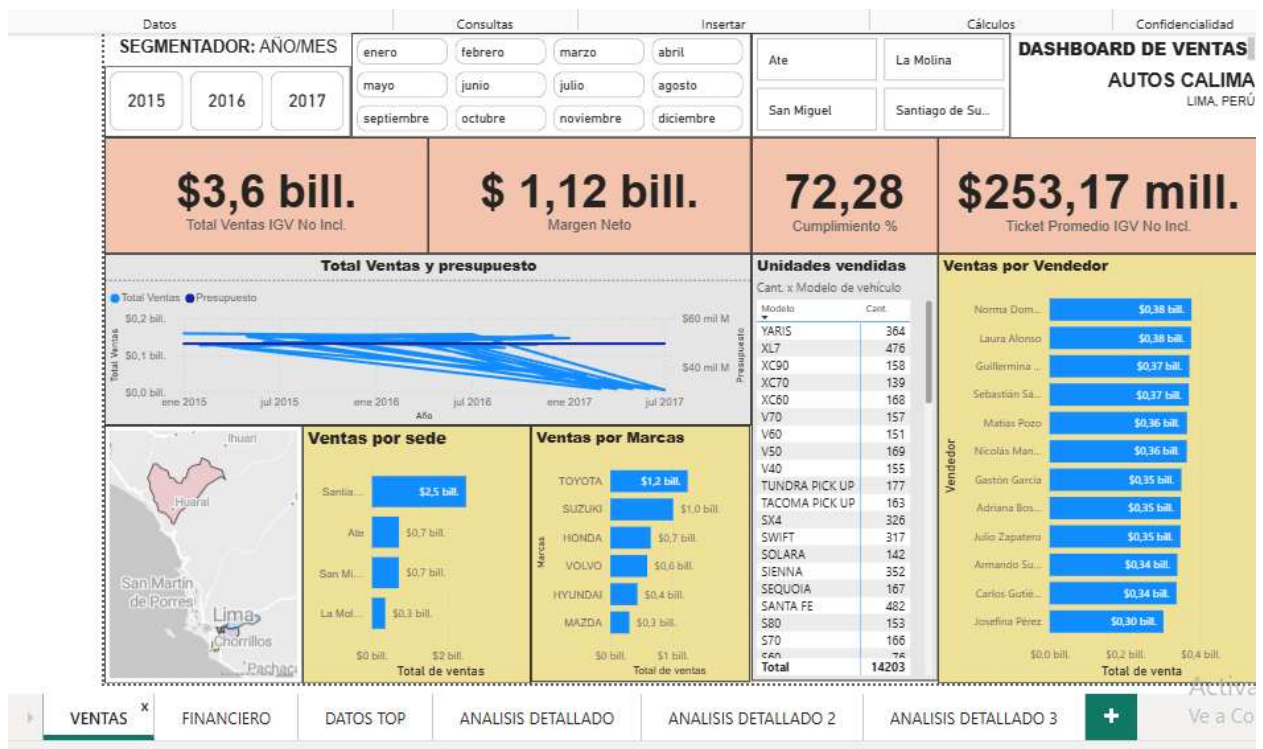 Datos Consultas Insertar Cálculos Confidencialidad
SEGMENTADOR: AÑO/MES
2015 2016 2017
enero febrero marzo abril
mayo junio julio agosto
septiembre octubre noviembre diciembre
Ate La Molina
San Miguel Santiago de Su...
DASHBOARD DE VENTAS
AUTOS CALIMA
LIMA, PERÚ
$3,6 bill.
Total Ventas IGV No Incl.
$ 1,12 bill.
Margen Neto
72,28
Cumplimiento %
$253,17 mill.
Ticket Promedio IGV No Incl.
Total Ventas y presupuesto
Total Ventas Presupuesto
Total Ventas
$0,2 bill.
$0,1 bill.
$0,0 bill.
$60 mil M
$40 mil M
Presupuesto
ene 2015 jul 2015 ene 2016 jul 2016 ene 2017 jul 2017
Año
Ihuari
Huaral
San Martin
de Porres
Lima
Chorrillos
Pachac
Ventas por sede
Santia... $2,5 bill.
Ate $0,7 bill.
San Mi... $0,7 bill.
La Mol... $0,3 bill.
$0 bill. $2 bill.
Total de ventas
Ventas por Marcas
Marcas
TOYOTA $1,2 bill.
SUZUKI $1,0 bill.
HONDA $0,7 bill.
VOLVO $0,6 bill.
HYUNDAI $0,4 bill.
MAZDA $0,3 bill.
$0 bill. $1 bill.
Total de ventas
Unidades vendidas
Cant. x Modelo de vehículo
Modelo Cant.
YARIS 364
XL7 476
XC90 158
XC70 139
XC60 168
V70 157
V60 151
V50 169
V40 155
TUNDRA PICK UP 177
TACOMA PICK UP 163
SX4 326
SWIFT 317
SOLARA 142
SIENNA 352
SEQUOIA 167
SANTA FE 482
S80 153
S70 166
S60 76
Total 14203
Ventas por Vendedor
Vendedor
Norma Dom... $0,38 bill.
Laura Alonso $0,38 bill.
Guillermina ... $0,37 bill.
Sebastián Sa... $0,37 bill.
Matías Pozo $0,36 bill.
Nicolás Man... $0,36 bill.
Gastón García $0,35 bill.
Adriana Bos... $0,35 bill.
Julio Zapatero $0,35 bill.
Armando Su... $0,34 bill.
Carlos Gutié... $0,34 bill.
Josefina Pérez $0,30 bill.
$0,0 bill. $0,2 bill. $0,4 bill.
Total de venta
Activa
Ve a Co
VENTAS x FINANCIERO DATOS TOP ANALISIS DETALLADO ANALISIS DETALLADO 2 ANALISIS DETALLADO 3 +